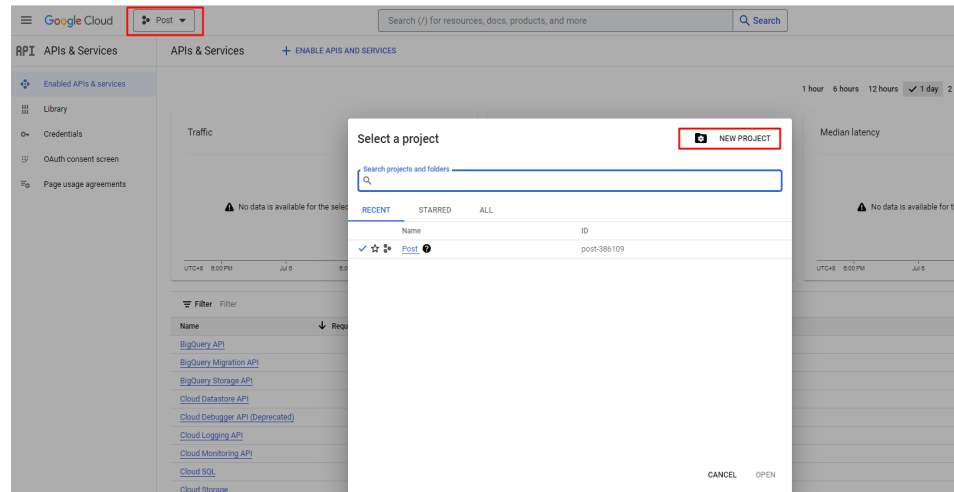 Google Cloud
Post
Search (/) for resources, docs, products, and more
Search
API APIs & Services
APIs & Services
+ ENABLE APIS AND SERVICES
Enabled APIs & services
Library
Credentials
OAuth consent screen
Page usage agreements
1 hour 6 hours 12 hours 1 day 2
Traffic
Median latency
No data is available for the selec
No data is available for t
UTC+8 6:00 PM Jul 6 6:0
UTC+8 6:00 PM Jul 6
Filter Filter
Name Requ
BigQuery API
BigQuery Migration API
BigQuery Storage API
Cloud Datastore API
Cloud Debugger API (Deprecated)
Cloud Logging API
Cloud Monitoring API
Cloud SQL
Cloud Storage
Select a project
NEW PROJECT
Search projects and folders
RECENT STARRED ALL
Name ID
Post post-386109
CANCEL OPEN